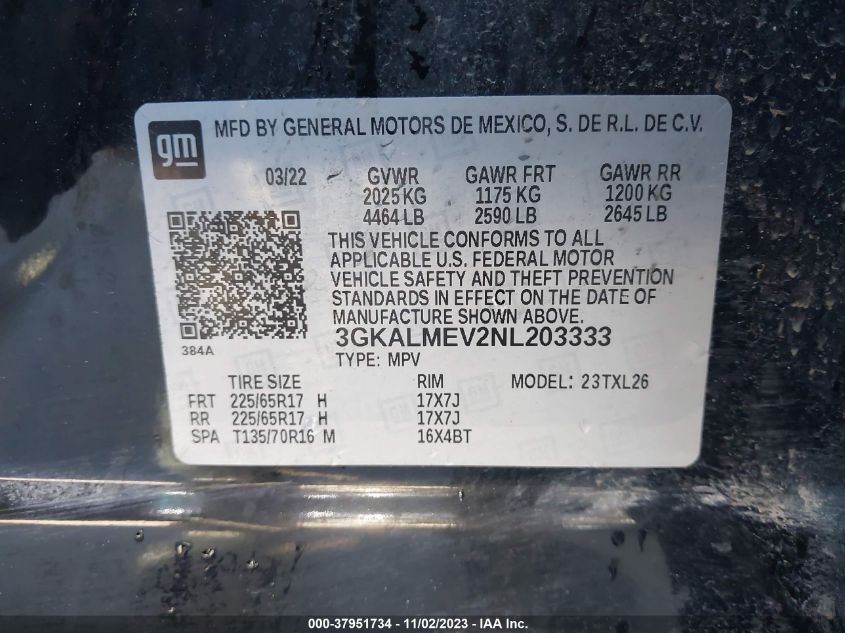 gm
MFD BY GENERAL MOTORS DE MEXICO, S. DE R.L. DE C.V.
03/22 GVWR GAWR FRT GAWR RR
2025 KG 1175 KG 1200 KG
4464 LB 2590 LB 2645 LB
THIS VEHICLE CONFORMS TO ALL
APPLICABLE U.S. FEDERAL MOTOR
VEHICLE SAFETY AND THEFT PREVENTION
STANDARDS IN EFFECT ON THE DATE OF
MANUFACTURE SHOWN ABOVE.
384A
3GKALMEV2NL203333
TYPE: MPV
TIRE SIZE RIM MODEL: 23TXL26
FRT 225/65R17 H 17X7J
RR 225/65R17 H 17X7J
SPA T135/70R16 M 16X4BT
000-37951734 - 11/02/2023 - IAA Inc.